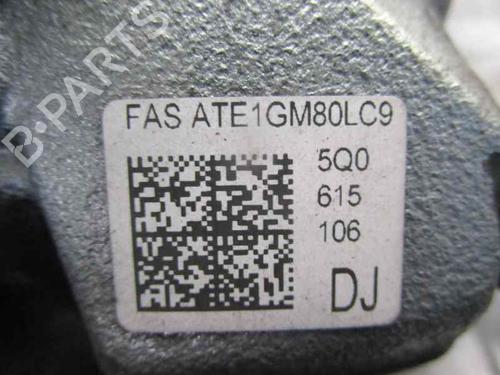 B-PARTS
FAS ATE1GM80LC9
5Q0
615
106
DJ